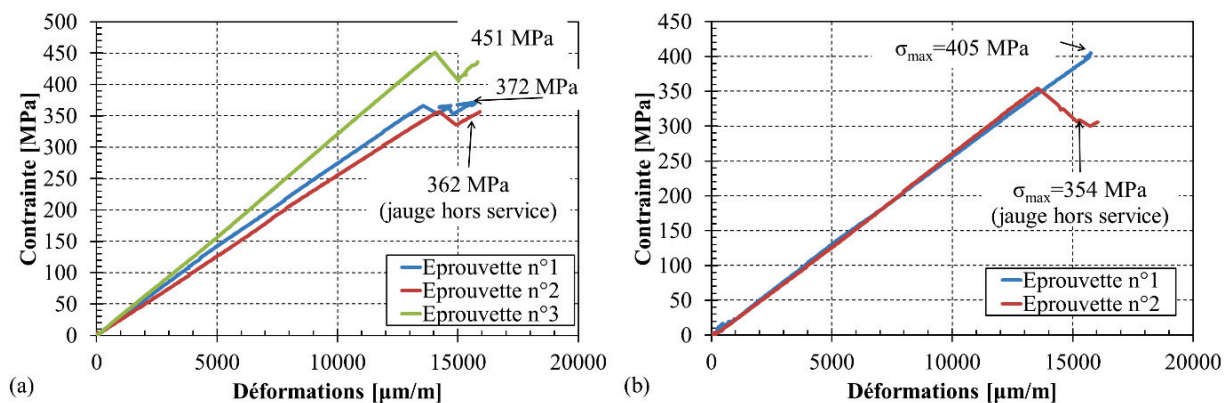 500
450
400
350
300
250
200
150
100
50
0
Contrainte [MPa]
451 MPa
372 MPa
362 MPa
(jauge hors service)
Eprouvette n°1
Eprouvette n°2
Eprouvette n°3
0 5000 10000 15000 20000
Déformations [µm/m]
(a)
450
400
350
300
250
200
150
100
50
0
Contrainte [MPa]
σmax=405 MPa
σmax=354 MPa
(jauge hors service)
Eprouvette n°1
Eprouvette n°2
0 5000 10000 15000 20000
Déformations [µm/m]
(b)